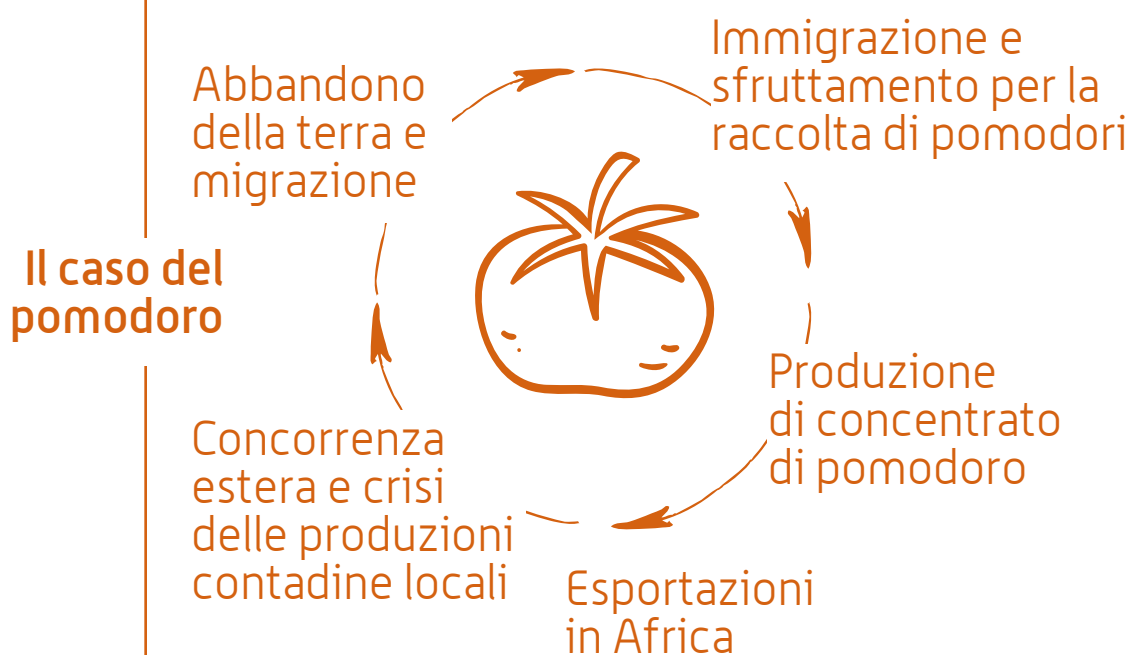 Il caso del
pomodoro
Abbandono
della terra e
migrazione
Immigrazione e
sfruttamento per la
raccolta di pomodori
Produzione
di concentrato
di pomodoro
Esportazioni
in Africa
Concorrenza
estera e crisi
delle produzioni
contadine locali